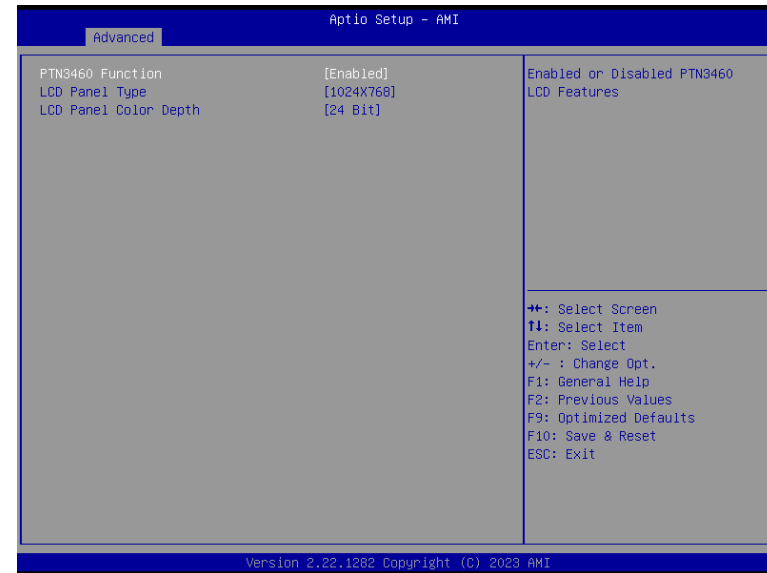 Aptio Setup – AMI
Advanced
PTN3460 Function [Enabled]
LCD Panel Type [1024X768]
LCD Panel Color Depth [24 Bit]
Enabled or Disabled PTN3460
LCD Features
→←: Select Screen
↑↓: Select Item
Enter: Select
+/- : Change Opt.
F1: General Help
F2: Previous Values
F9: Optimized Defaults
F10: Save & Reset
ESC: Exit
Version 2.22.1282 Copyright (C) 2023 AMI